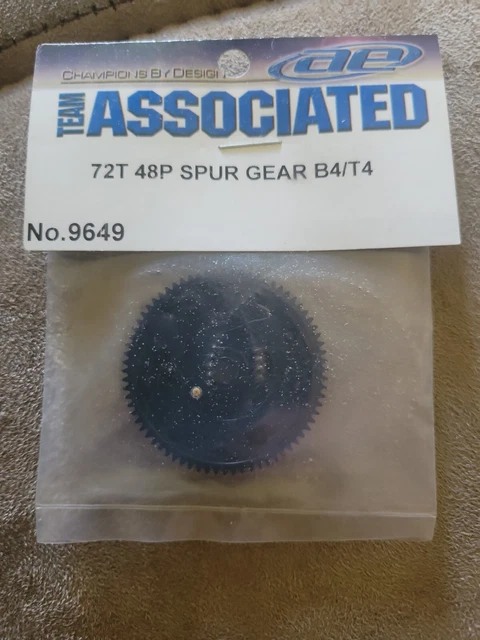 CHAMPIONS BY DESIGN
ae
TEAM
ASSOCIATED
72T 48P SPUR GEAR B4/T4
No.9649